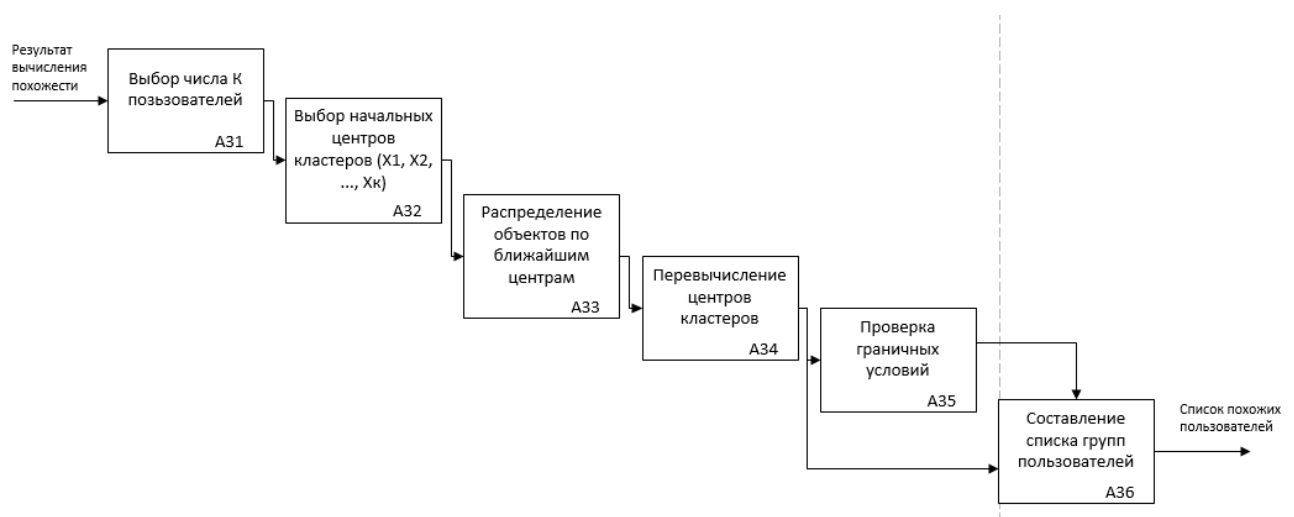 Результат
вычисления
похожести
Выбор числа К
позьзователей
А31
Выбор начальных
центров
кластеров (Х1, Х2,
..., Хк)
А32
Распределение
объектов по
ближайшим
центрам
А33
Перевычисление
центров
кластеров
А34
Проверка
граничных
условий
А35
Составление
списка групп
пользователей
А36
Список похожих
пользователей